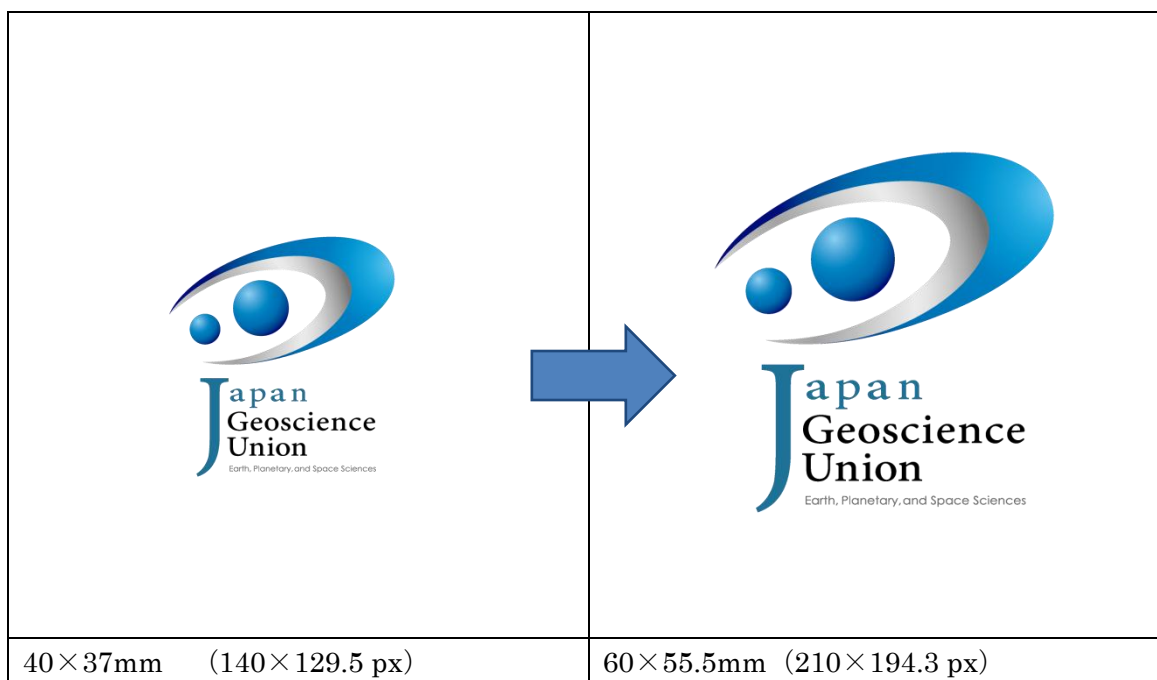 Japan
Geoscience
Union
Earth, Planetary, and Space Sciences
Japan
Geoscience
Union
Earth, Planetary, and Space Sciences
40×37mm （140×129.5 px）
60×55.5mm（210×194.3 px）